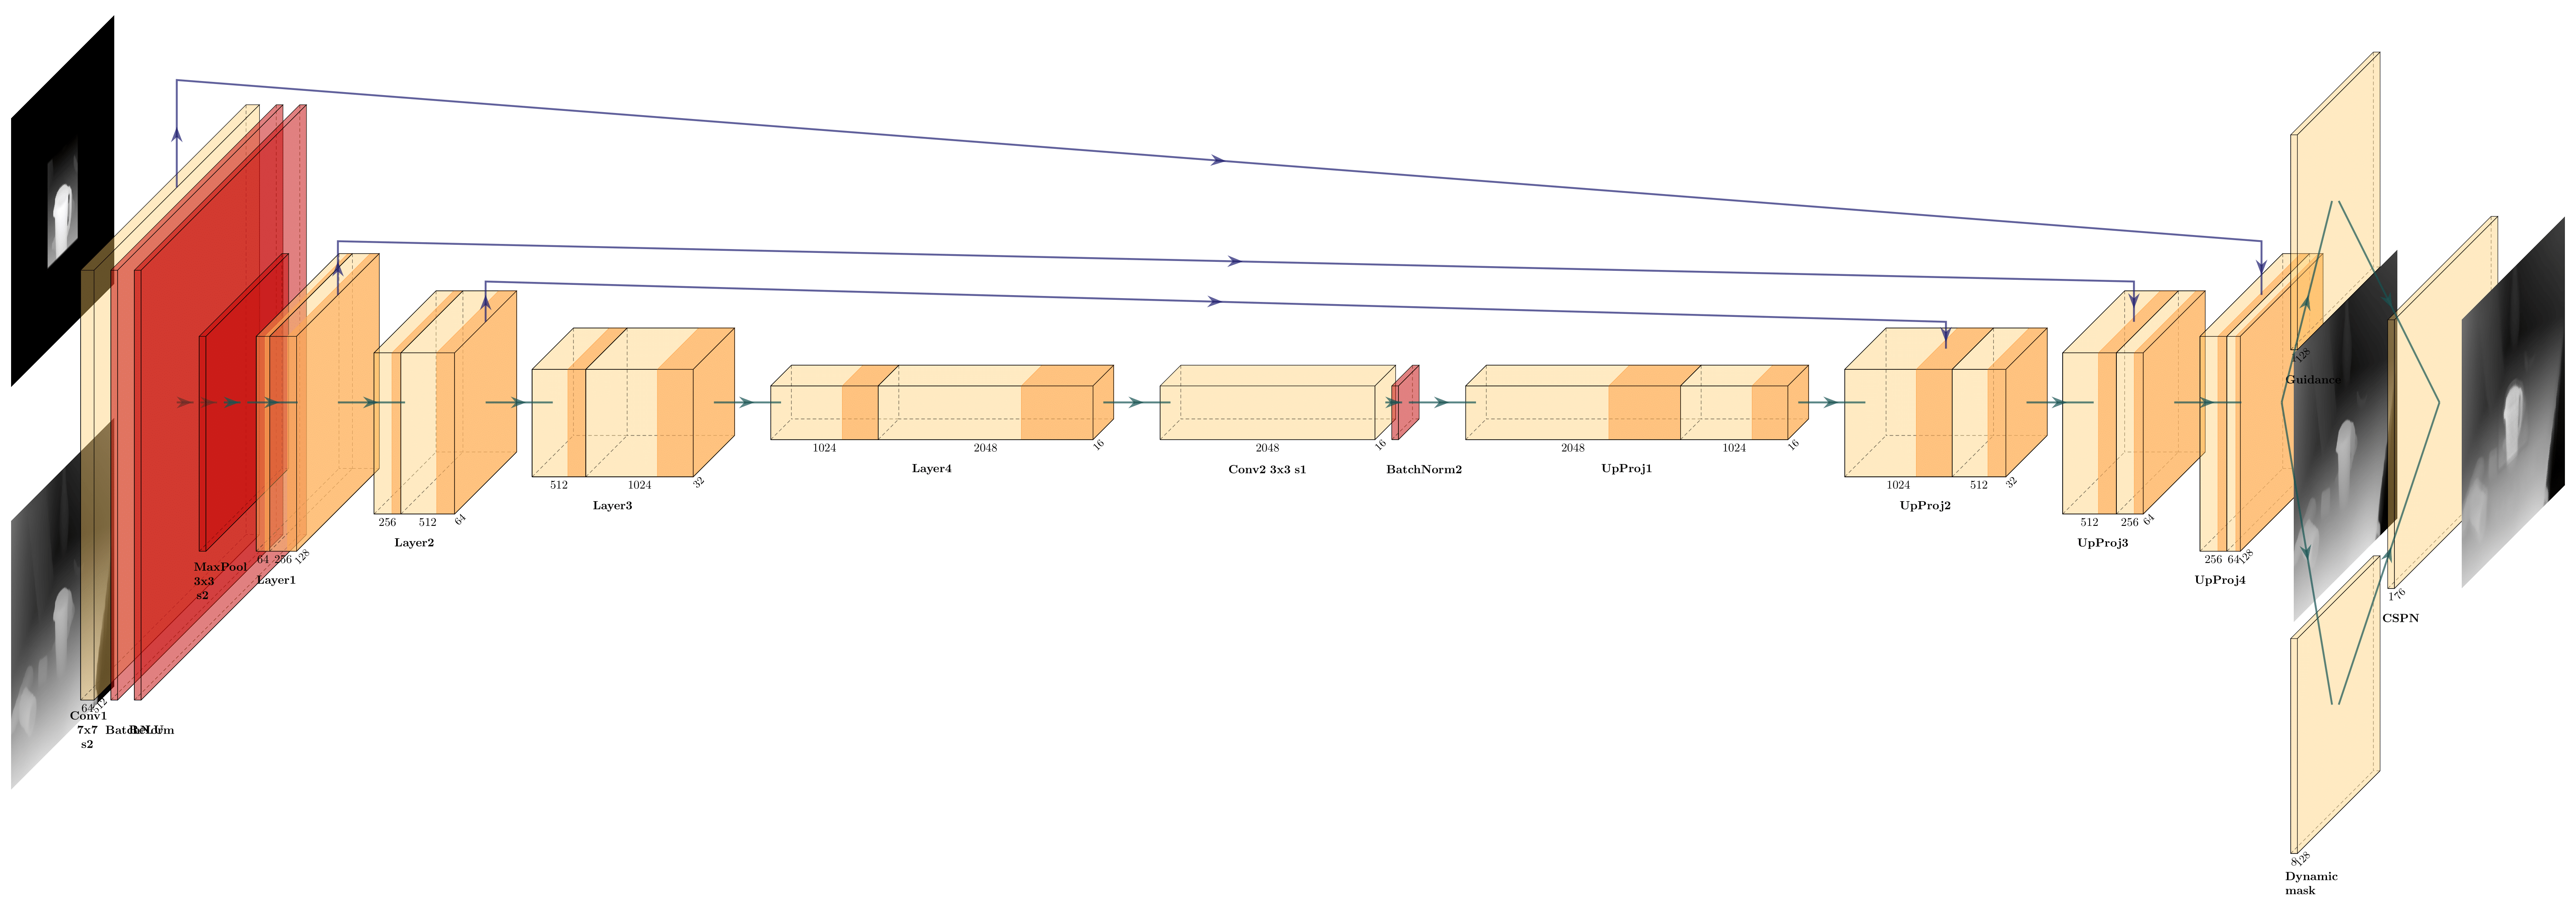 64
512
Conv1
7x7
s2
BatchNorm
ReLU
MaxPool
3x3
s2
64 256 128
Layer1
256 512 64
Layer2
512 1024 32
Layer3
1024 2048 16
Layer4
2048 16
Conv2 3x3 s1
BatchNorm2
2048 1024 16
UpProj1
1024 512 32
UpProj2
512 256 64
UpProj3
256 64 128
UpProj4
128
Guidance
8 128
Dynamic
mask
1 76
CSPN